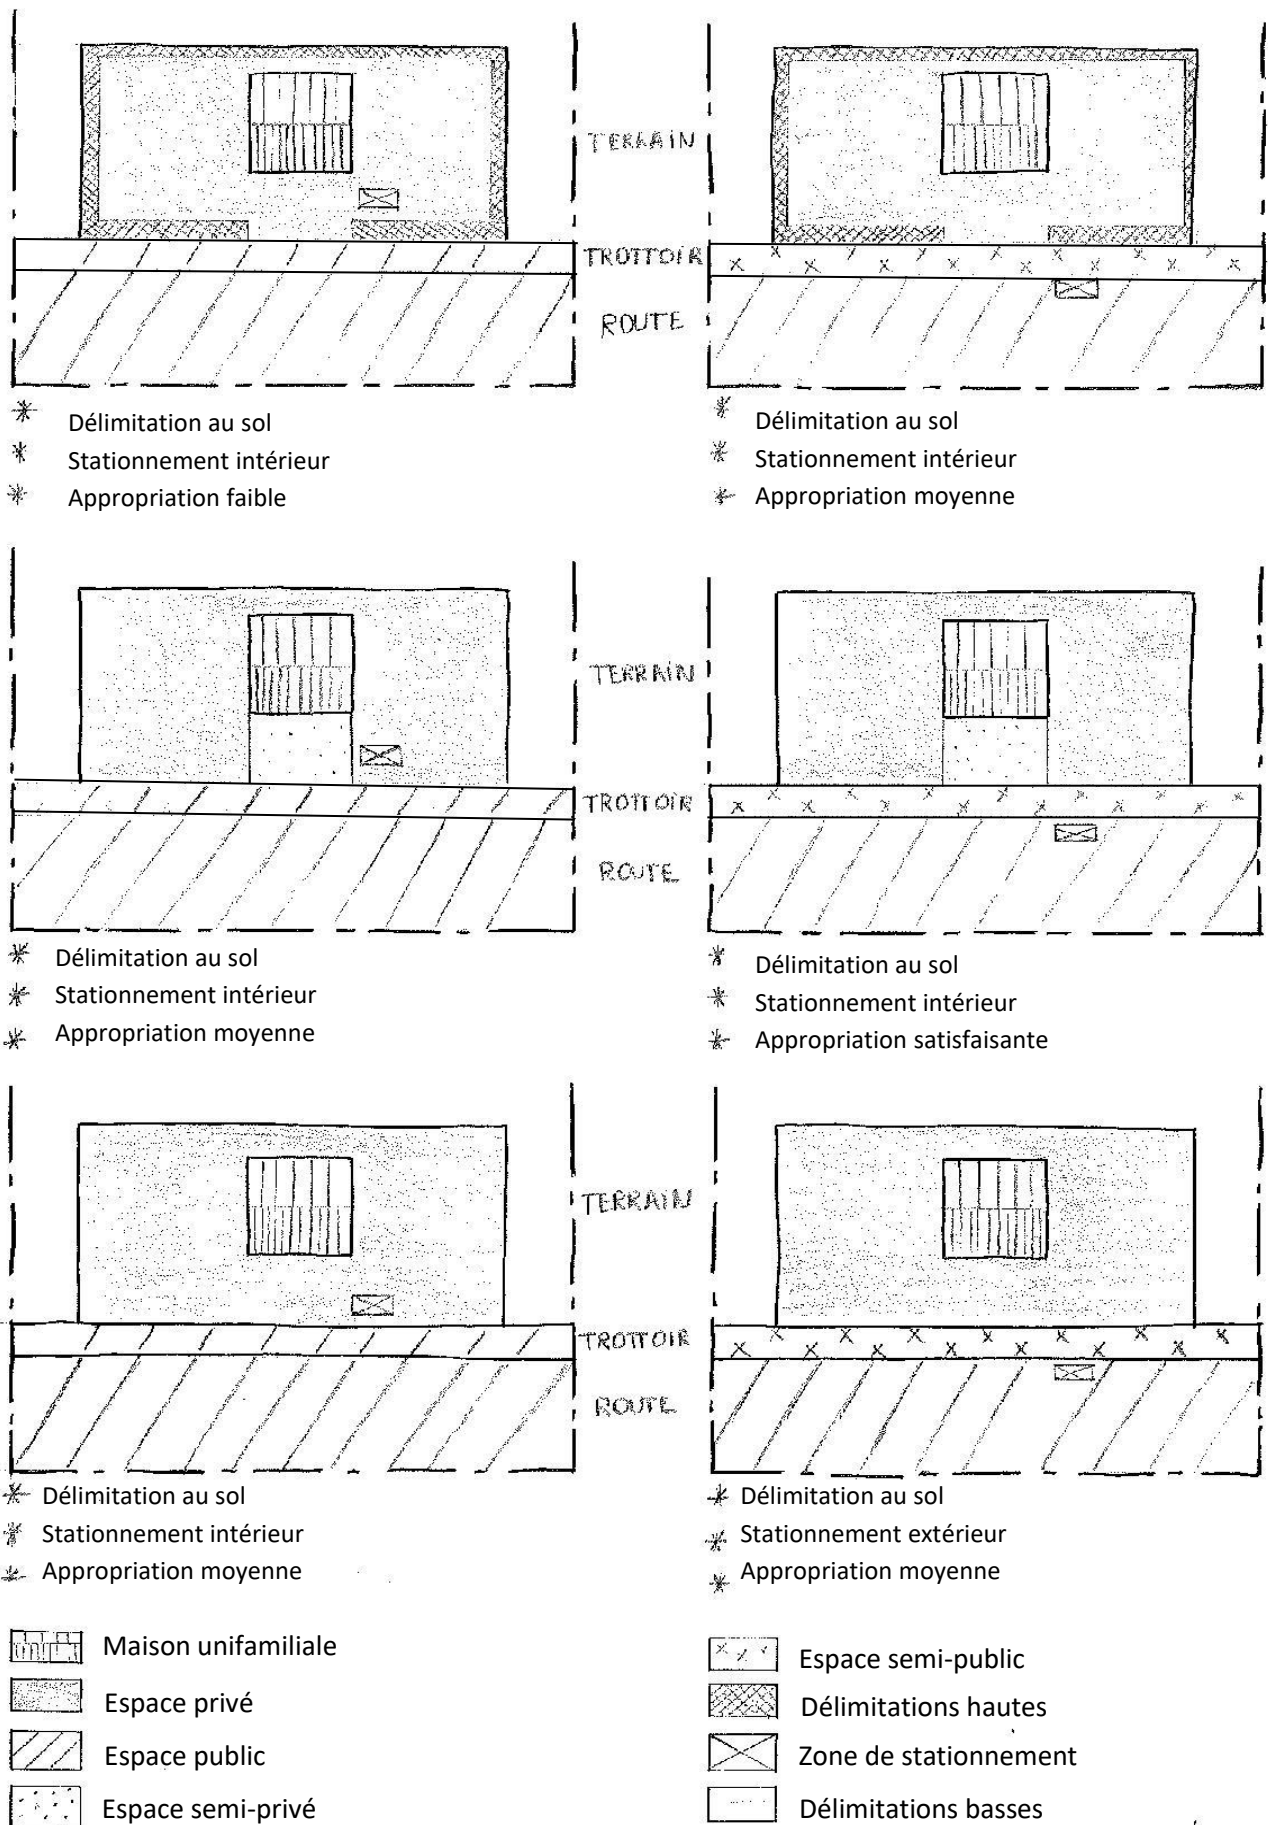 TERRAIN
TROTTOIR
ROUTE
Délimitation au sol
Stationnement intérieur
Appropriation faible
Délimitation au sol
Stationnement intérieur
Appropriation moyenne
TERRAIN
TROTTOIR
ROUTE
Délimitation au sol
Stationnement intérieur
Appropriation moyenne
Délimitation au sol
Stationnement intérieur
Appropriation satisfaisante
TERRAIN
TROTTOIR
ROUTE
Délimitation au sol
Stationnement intérieur
Appropriation moyenne
Délimitation au sol
Stationnement extérieur
Appropriation moyenne
Maison unifamiliale
Espace privé
Espace public
Espace semi-privé
Espace semi-public
Délimitations hautes
Zone de stationnement
Délimitations basses